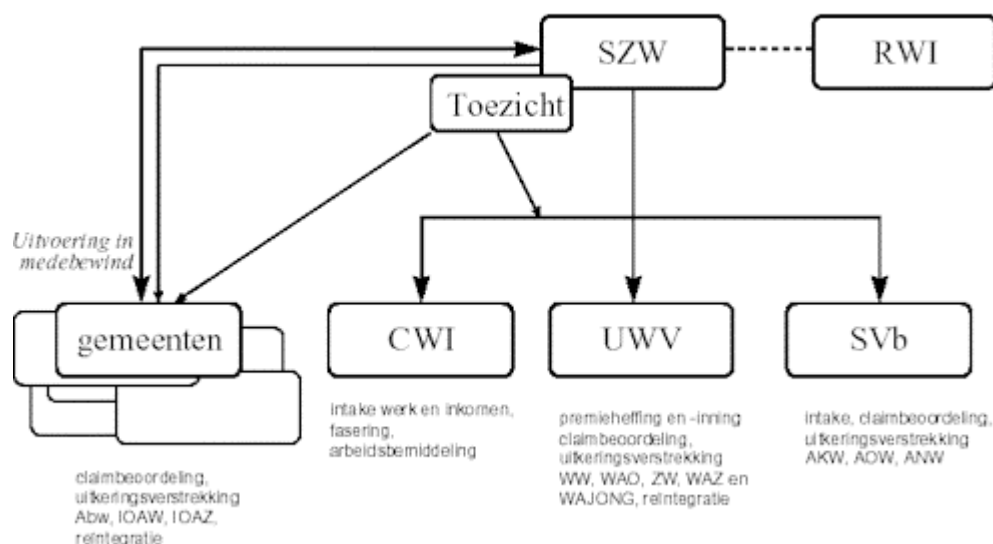 SZW
RWI
Toezicht
Uitvoering in
medebewind
gemeenten
CWI
UWV
SVb
intake werk en inkomen,
fasering,
arbeidsbemiddeling
premieheffing en -inning
claimbeoordeling,
uitkeringsverstrekking
WW, WAO, ZW, WAZ en
WAJONG, reïntegratie
intake, claimbeoordeling,
uitkeringsverstrekking
AKW, AOW, ANW
claimbeoordeling,
uitkeringsverstrekking
Abw, IOAW, IOAZ,
reïntegratie